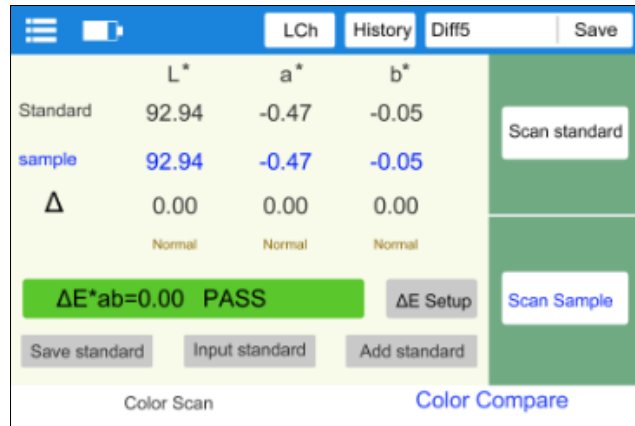 LCh History Diff5 Save
L* a* b*
Standard 92.94 -0.47 -0.05
Scan standard
sample 92.94 -0.47 -0.05
Δ 0.00 0.00 0.00
Normal Normal Normal
ΔE*ab=0.00 PASS ΔE Setup Scan Sample
Save standard Input standard Add standard
Color Scan Color Compare